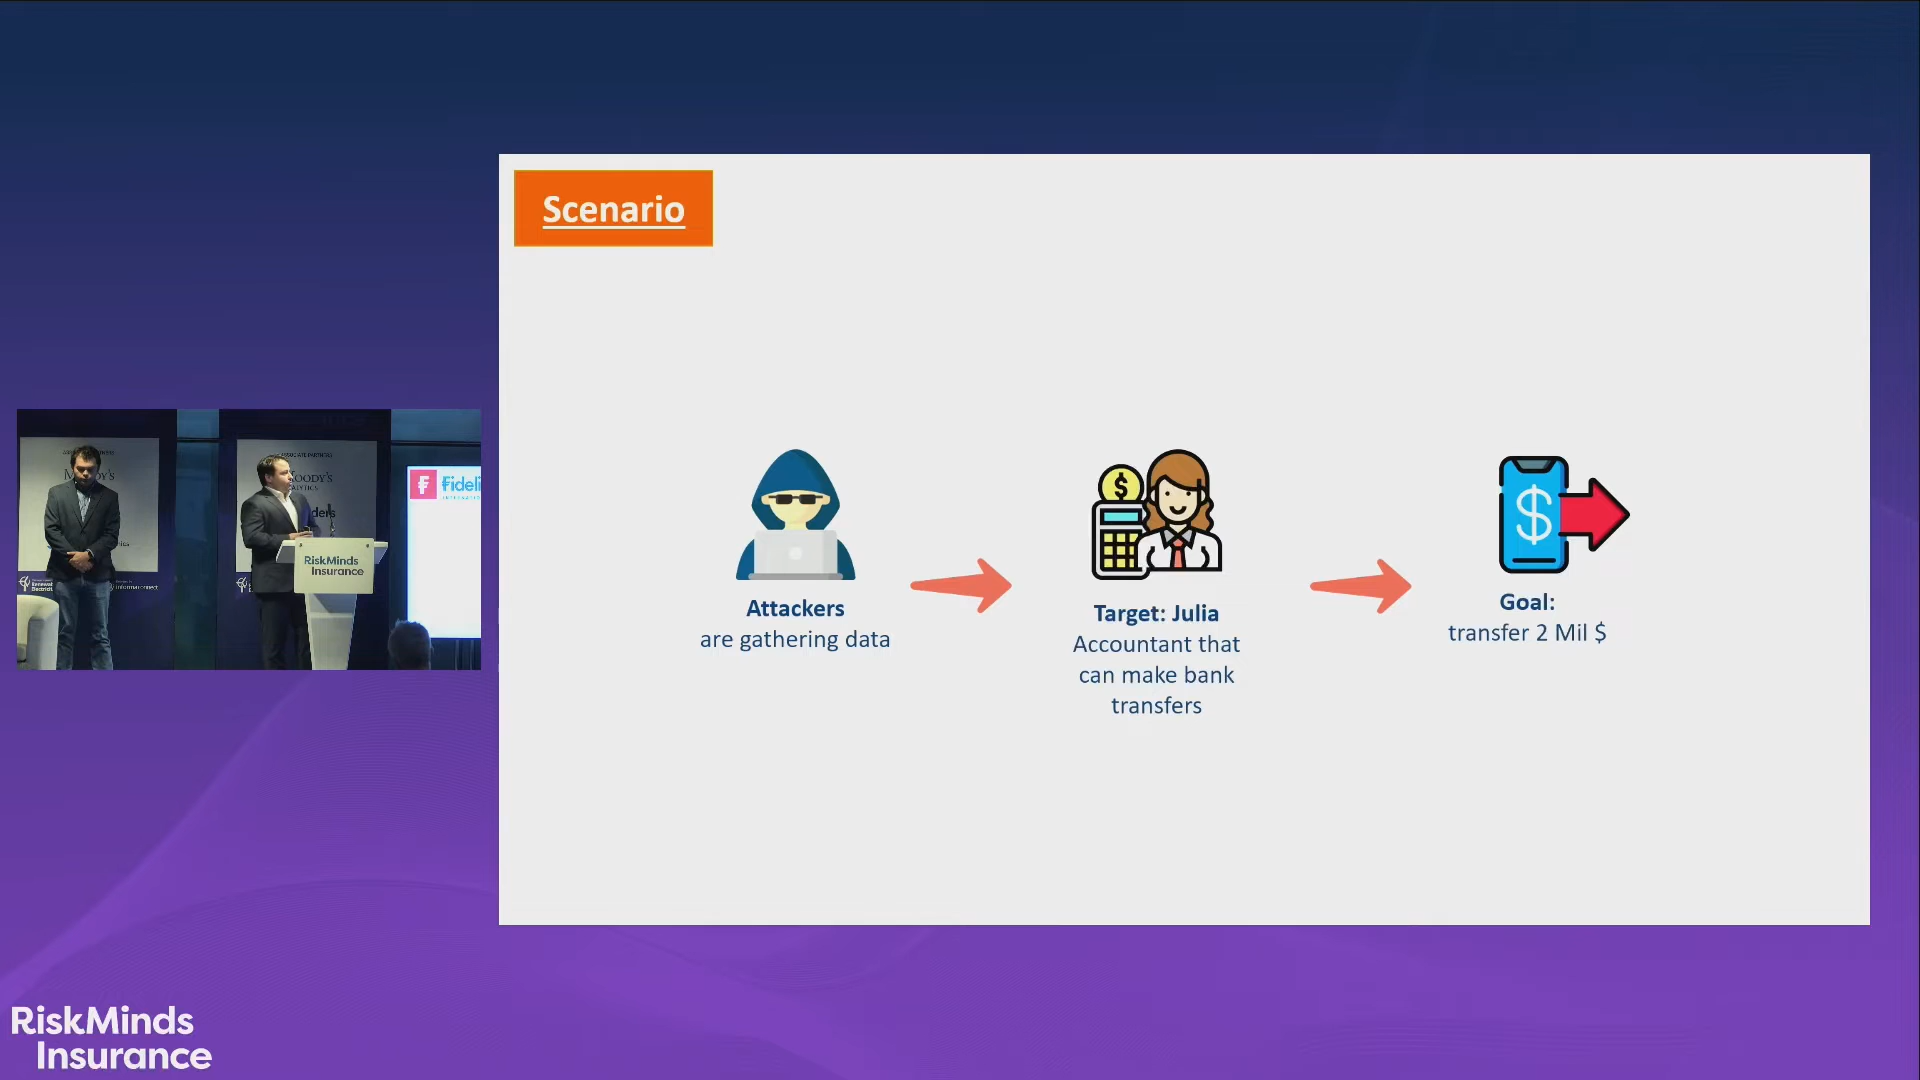 Scenario
Attackers
are gathering data
Target: Julia
Accountant that
can make bank
transfers
Goal:
transfer 2 Mil $
RiskMinds
Insurance
RiskMinds
Insurance